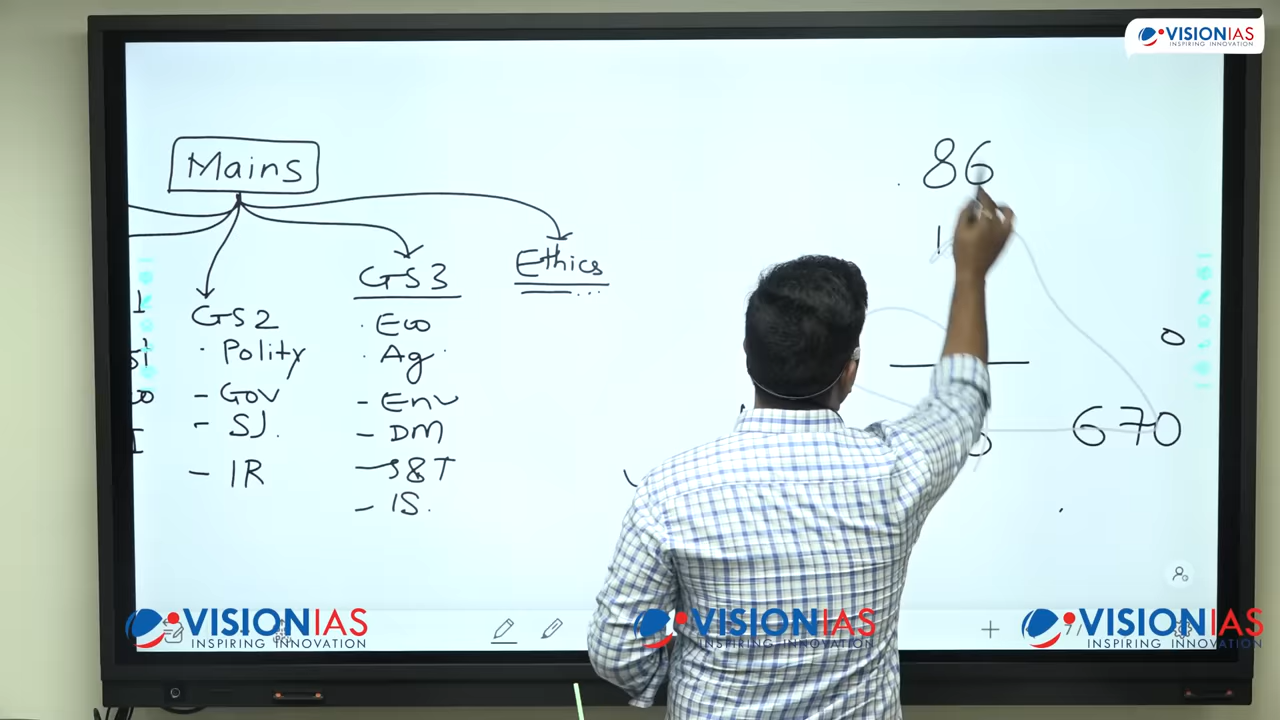 VISIONIAS
INSPIRING INNOVATION
Mains
GS2
· Polity
- Gov
- SJ.
- IR
GS3
· Eco
· Ag
- Env
- DM
- S&T
- IS.
Ethics
86
0
670
VISIONIAS
INSPIRING INNOVATION
VISIONIAS
INSPIRING INNOVATION
VISIONIAS
INSPIRING INNOVATION